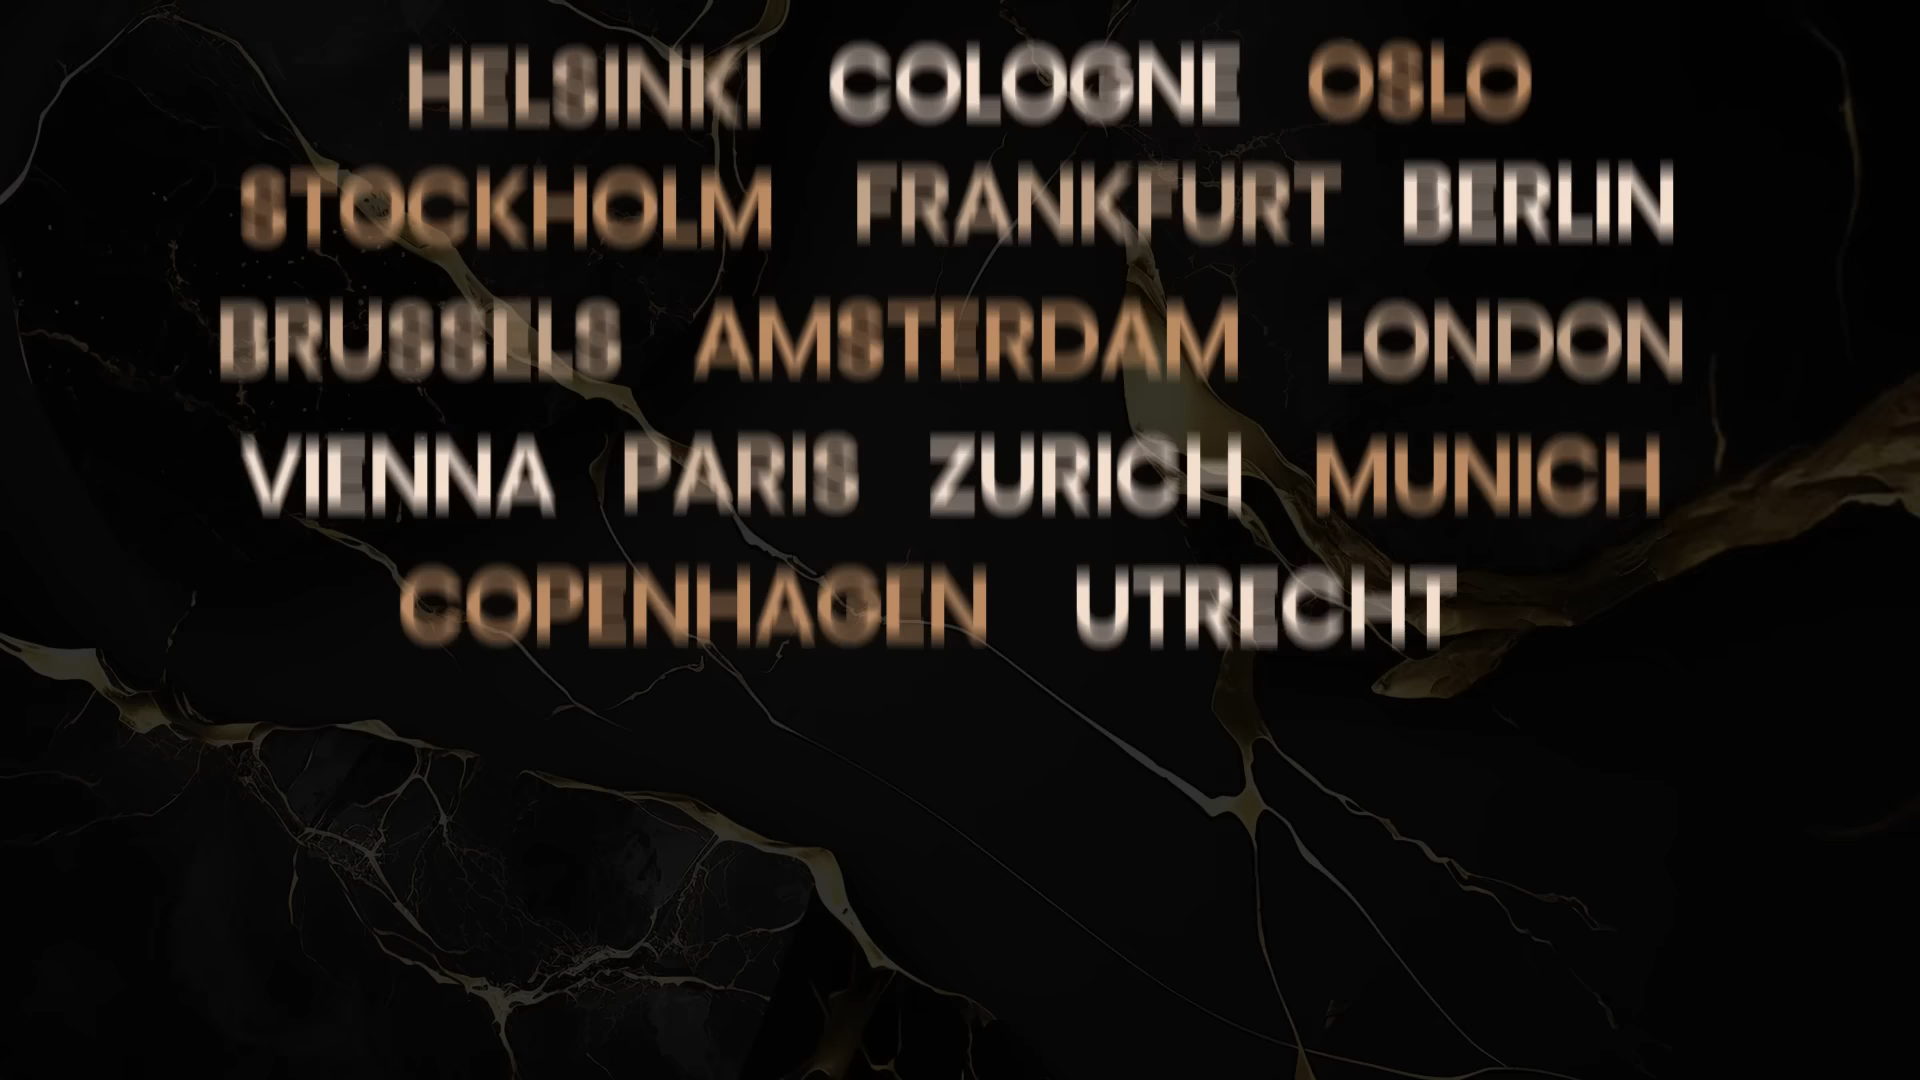 HELSINKI COLOGNE OSLO
STOCKHOLM FRANKFURT BERLIN
BRUSSELS AMSTERDAM LONDON
VIENNA PARIS ZURICH MUNICH
COPENHAGEN UTRECHT